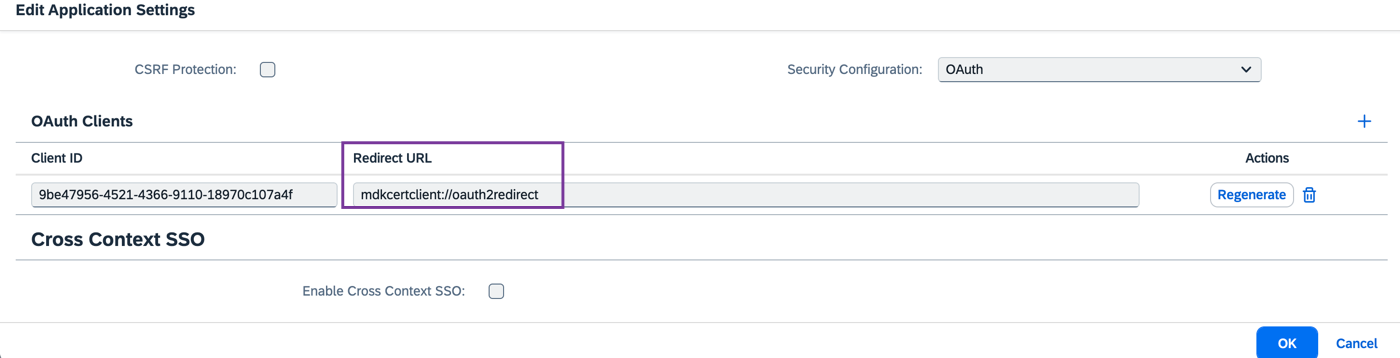 Edit Application Settings
CSRF Protection:
Security Configuration: OAuth
OAuth Clients
Client ID Redirect URL Actions
9be47956-4521-4366-9110-18970c107a4f mdkcertclient://oauth2redirect Regenerate
Cross Context SSO
Enable Cross Context SSO:
OK Cancel